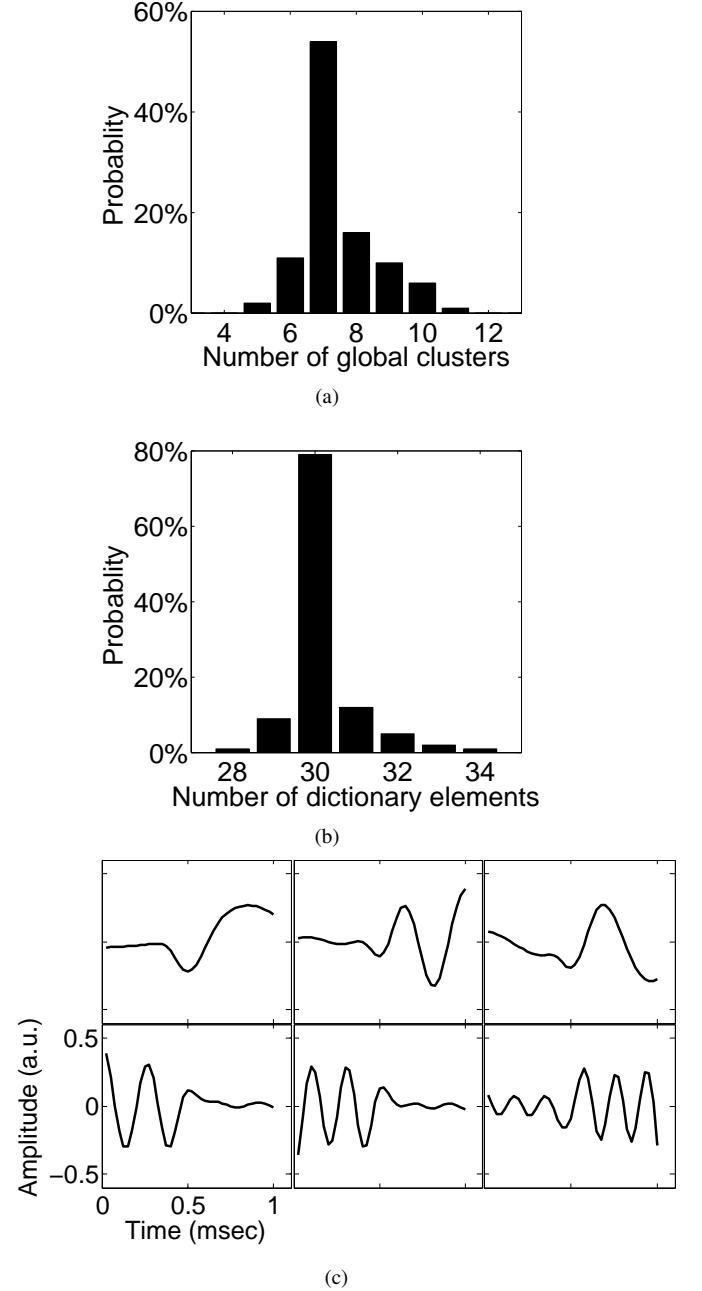 60%
40%
20%
0%
Probablity
4 6 8 10 12
Number of global clusters
(a)
80%
60%
40%
20%
0%
Probablity
28 30 32 34
Number of dictionary elements
(b)
Amplitude (a.u.)
0.5
0
−0.5
0 0.5 1
Time (msec)
(c)